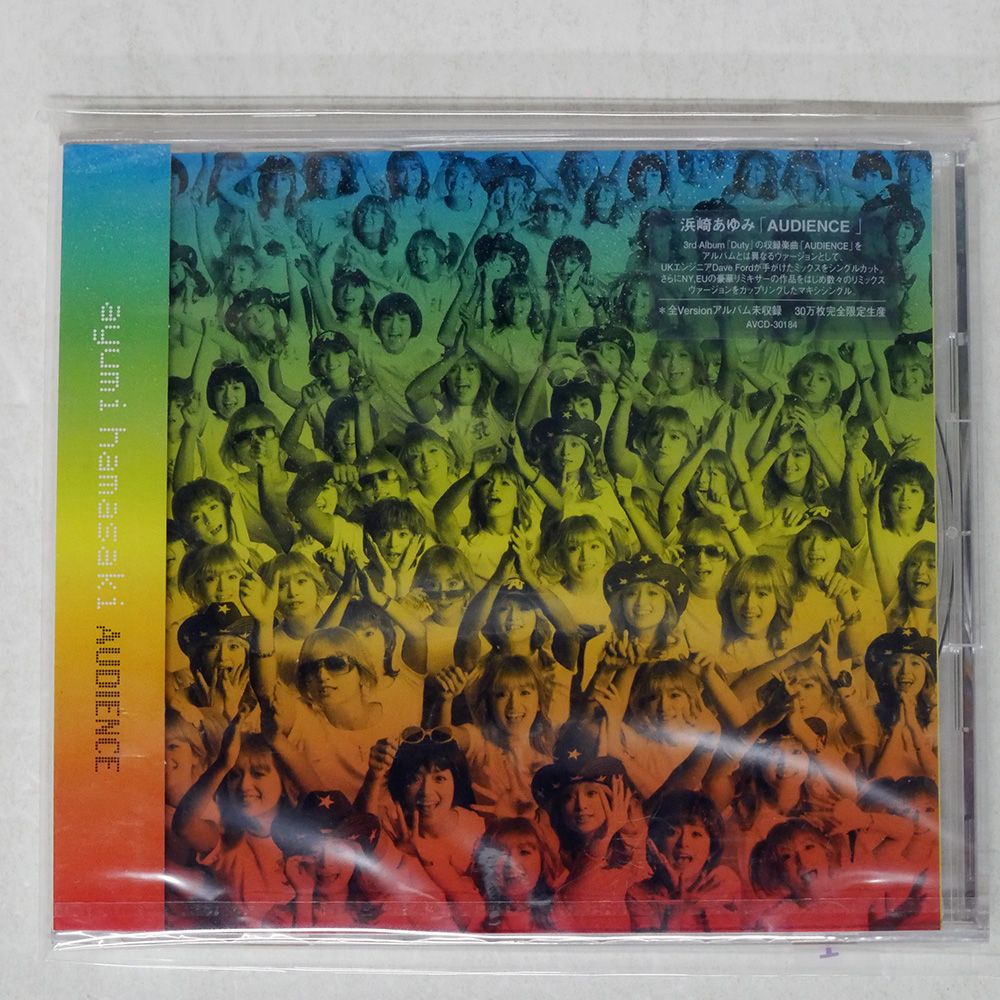 ayumi hamasaki AUDIENCE
浜崎あゆみ「AUDIENCE 」
3rd Album「Duty」の収録楽曲「AUDIENCE」を
アルバムとは異なるヴァージョンとして、
UKエンジニアDave Fordが手がけたミックスをシングルカット。
さらにNY,EUの豪華リミキサーの作品をはじめ数々のリミックス
ヴァージョンをカップリングしたマキシシングル。
＊全Versionアルバム未収録　30万枚完全限定生産
AVCD-30184